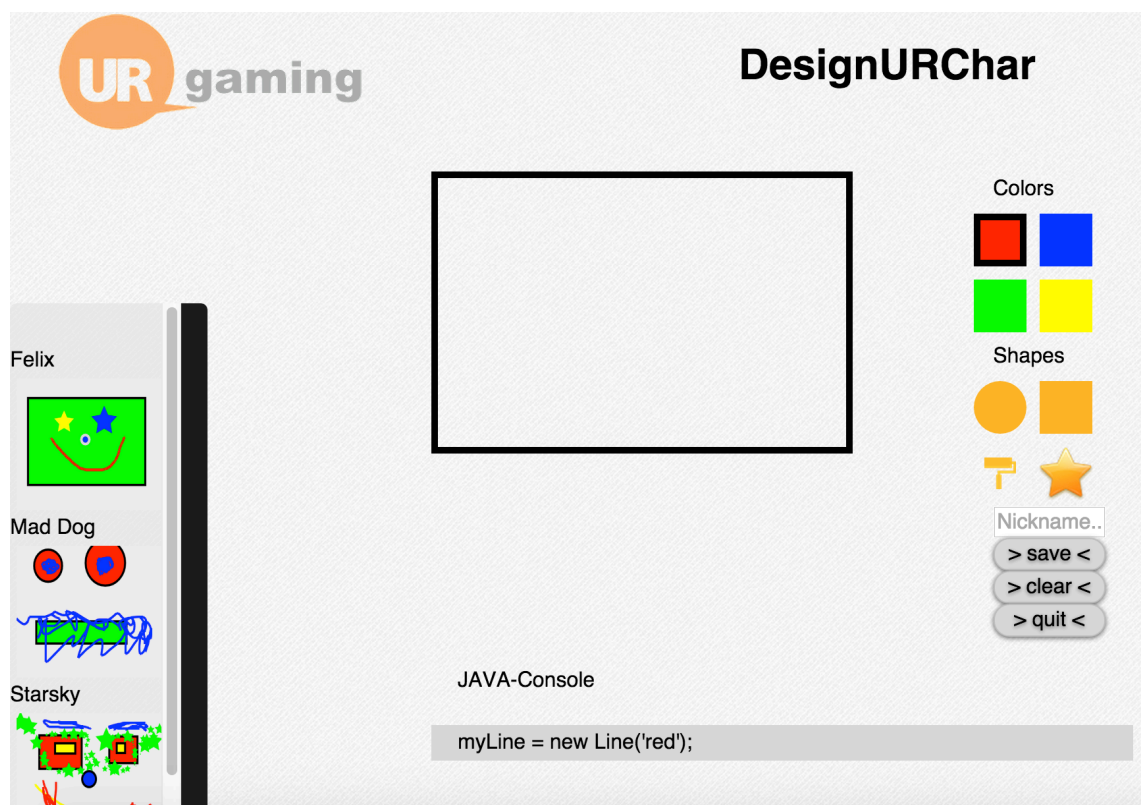 UR gaming
DesignURChar
Colors
Shapes
Nickname..
> save <
> clear <
> quit <
Felix
Mad Dog
Starsky
JAVA-Console
myLine = new Line('red');